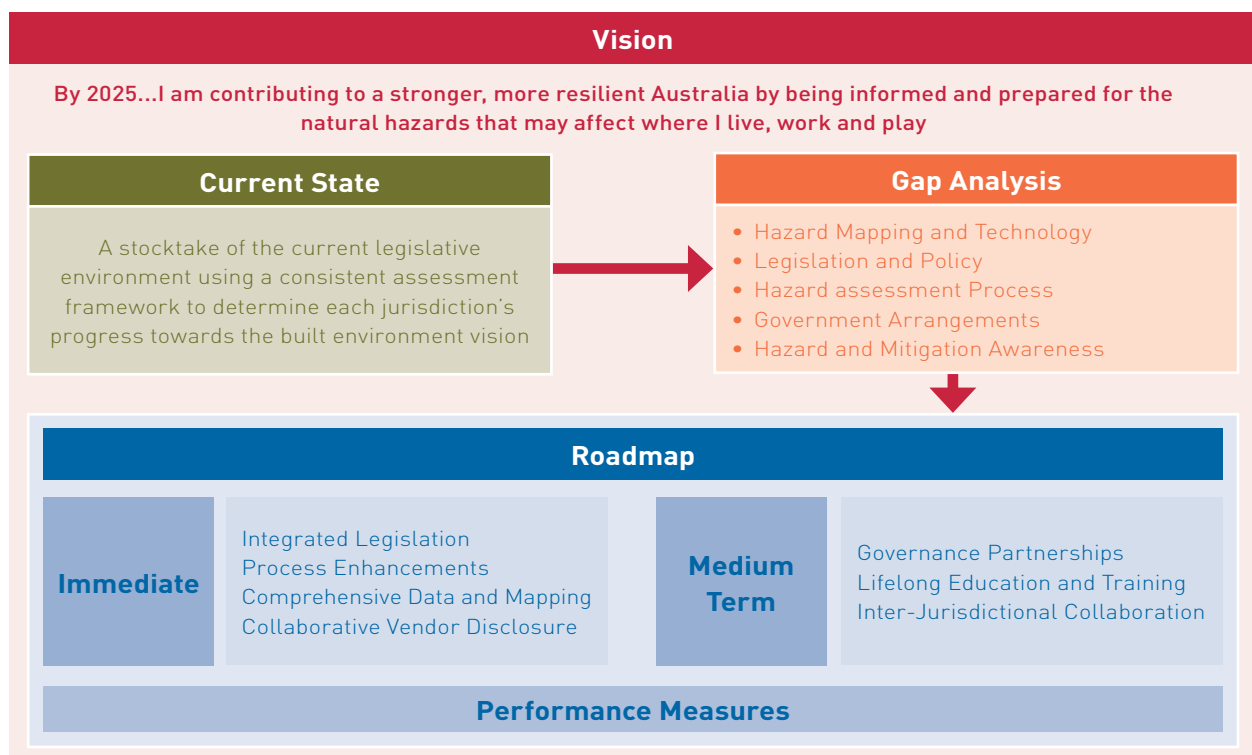 Vision
By 2025...I am contributing to a stronger, more resilient Australia by being informed and prepared for the
natural hazards that may affect where I live, work and play
Current State
A stocktake of the current legislative
environment using a consistent assessment
framework to determine each jurisdiction's
progress towards the built environment vision
Gap Analysis
• Hazard Mapping and Technology
• Legislation and Policy
• Hazard assessment Process
• Government Arrangements
• Hazard and Mitigation Awareness
Roadmap
Immediate
Integrated Legislation
Process Enhancements
Comprehensive Data and Mapping
Collaborative Vendor Disclosure
Medium
Term
Governance Partnerships
Lifelong Education and Training
Inter-Jurisdictional Collaboration
Performance Measures